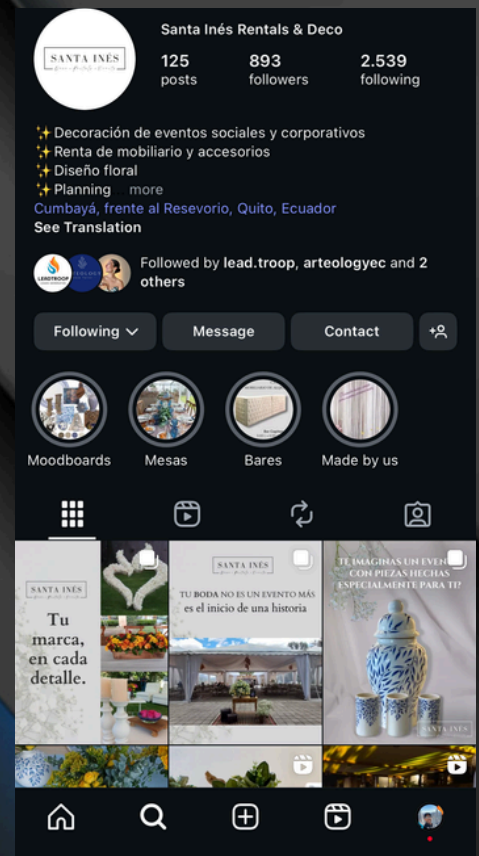 Santa Inés Rentals & Deco
SANTA INÉS
125 893 2.539
posts followers following
✨Decoración de eventos sociales y corporativos
✨Renta de mobiliario y accesorios
✨Diseño floral
✨Planning... more
Cumbayá, frente al Resevorio, Quito, Ecuador
See Translation
LEADTROOP
Followed by lead.troop, arteologyec and 2
others
Following Message Contact
Moodboards Mesas Bares Made by us
SANTA INÉS
Tu
marca,
en cada
detalle.
SANTA INÉS
TU BODA NO ES UN EVENTO MÁS
es el inicio de una historia
TE IMAGINAS UN EVEN
CON PIEZAS HECHAS
ESPECIALMENTE PARA TI?
SANTA INÉS